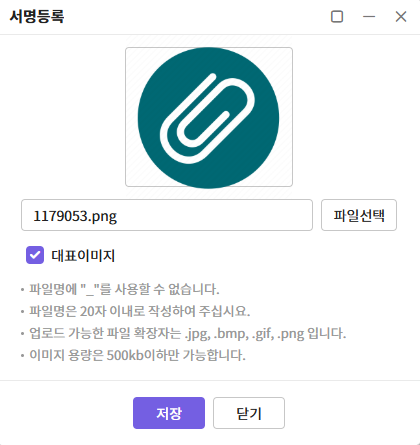 서명등록
1179053.png
파일선택
대표이미지
• 파일명에 "_"를 사용할 수 없습니다.
• 파일명은 20자 이내로 작성하여 주십시요.
• 업로드 가능한 파일 확장자는 .jpg, .bmp, .gif, .png 입니다.
• 이미지 용량은 500kb이하만 가능합니다.
저장
닫기